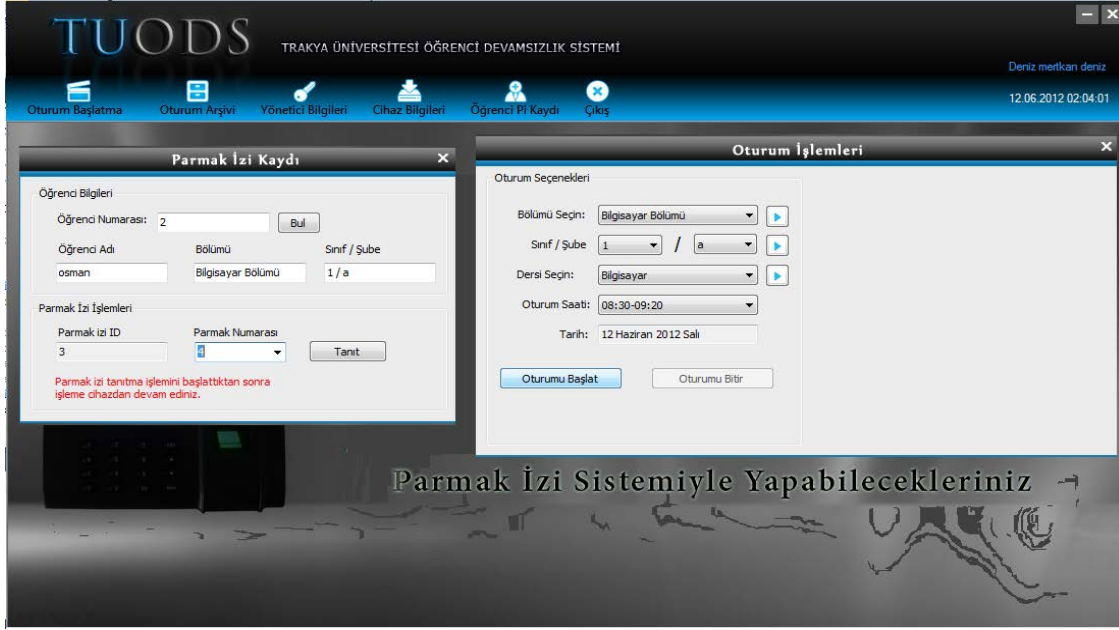 TUODS
TRAKYA ÜNİVERSİTESİ ÖĞRENCİ DEVAMSIZLIK SİSTEMİ
Deniz mertkan deniz
12.06.2012 02:04:01
Oturum Başlatma
Oturum Arşivi
Yönetici Bilgileri
Cihaz Bilgileri
Öğrenci Pi Kaydı
Çıkış
Parmak İzi Kaydı
Öğrenci Bilgileri
Öğrenci Numarası: 2 Bul
Öğrenci Adı Bölümü Sınıf / Şube
osman Bilgisayar Bölümü 1 / a
Parmak İzi İşlemleri
Parmak izi ID Parmak Numarası
3 4 Tanıt
Parmak izi tanıtma işlemini başlattıktan sonra
işleme cihazdan devam ediniz.
Oturum İşlemleri
Oturum Seçenekleri
Bölümü Seçin: Bilgisayar Bölümü
Sınıf / Şube 1 / a
Dersi Seçin: Bilgisayar
Oturum Saati: 08:30-09:20
Tarih: 12 Haziran 2012 Salı
Oturumu Başlat Oturumu Bitir
Parmak İzi Sistemiyle Yapabilecekleriniz